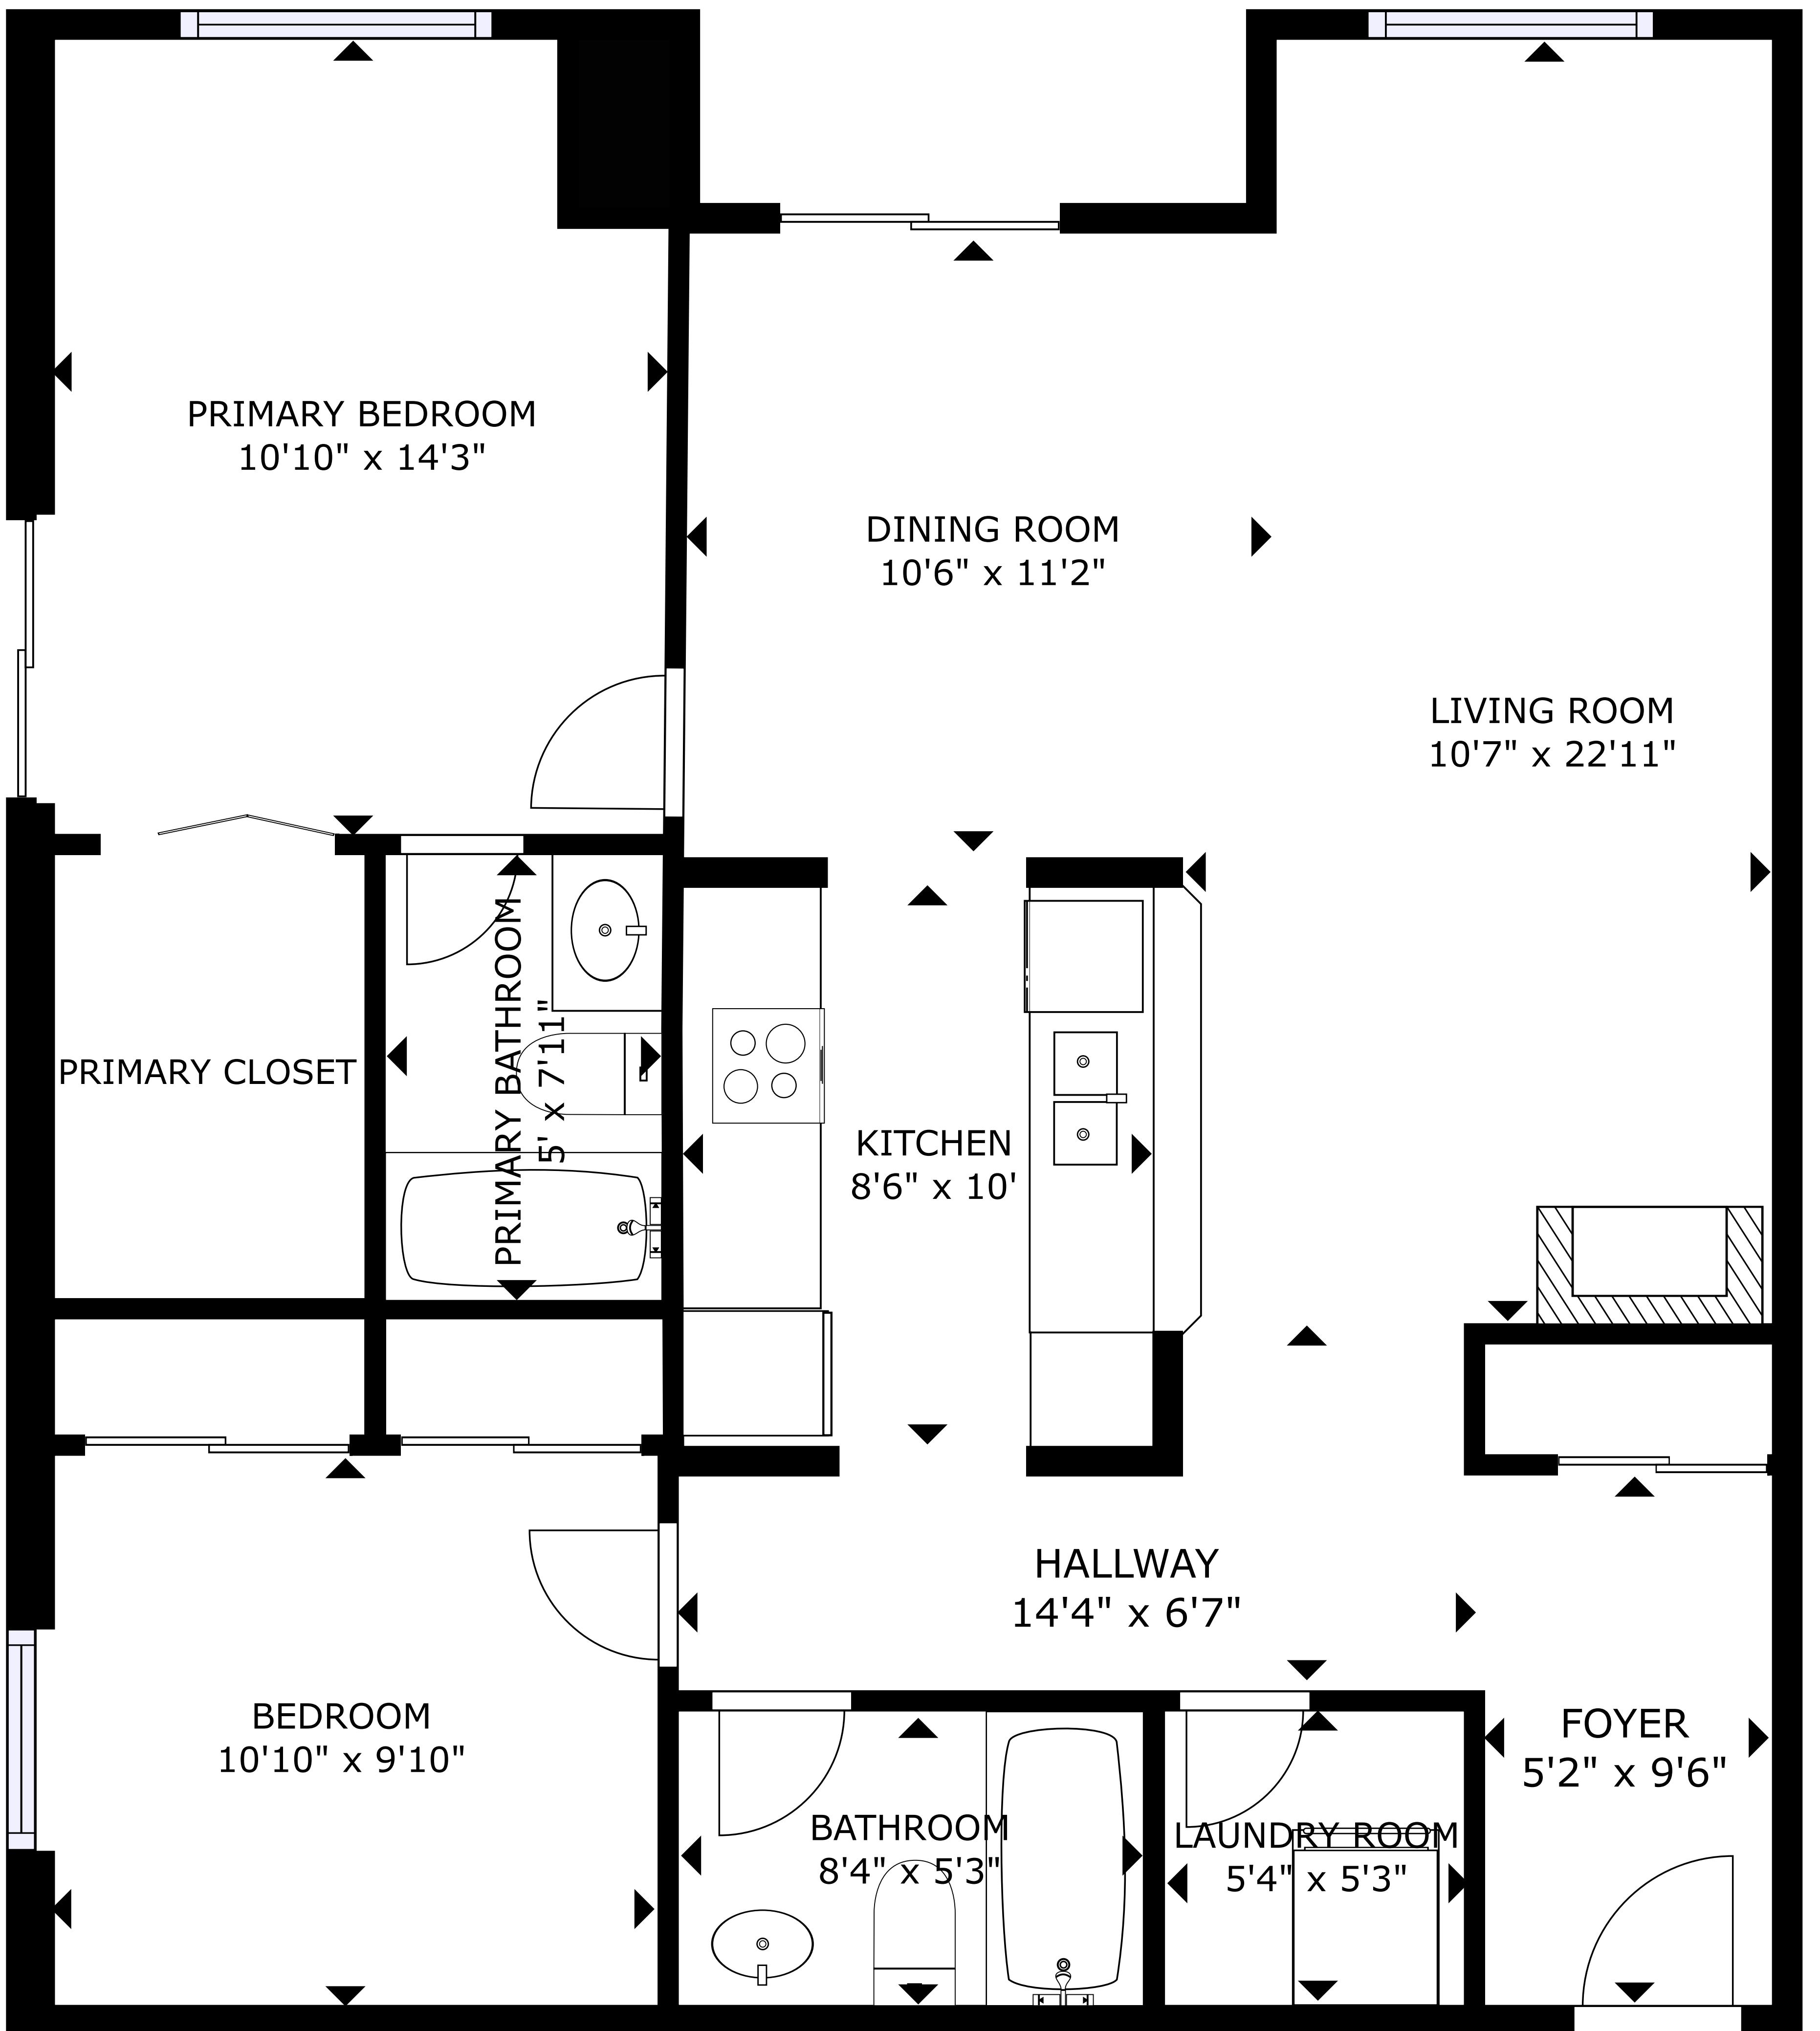 PRIMARY BEDROOM
10'10" x 14'3"
DINING ROOM
10'6" x 11'2"
LIVING ROOM
10'7" x 22'11"
PRIMARY CLOSET
PRIMARY BATHROOM
5' x 7'11"
KITCHEN
8'6" x 10'
HALLWAY
14'4" x 6'7"
BEDROOM
10'10" x 9'10"
BATHROOM
8'4" x 5'3"
LAUNDRY ROOM
5'4" x 5'3"
FOYER
5'2" x 9'6"